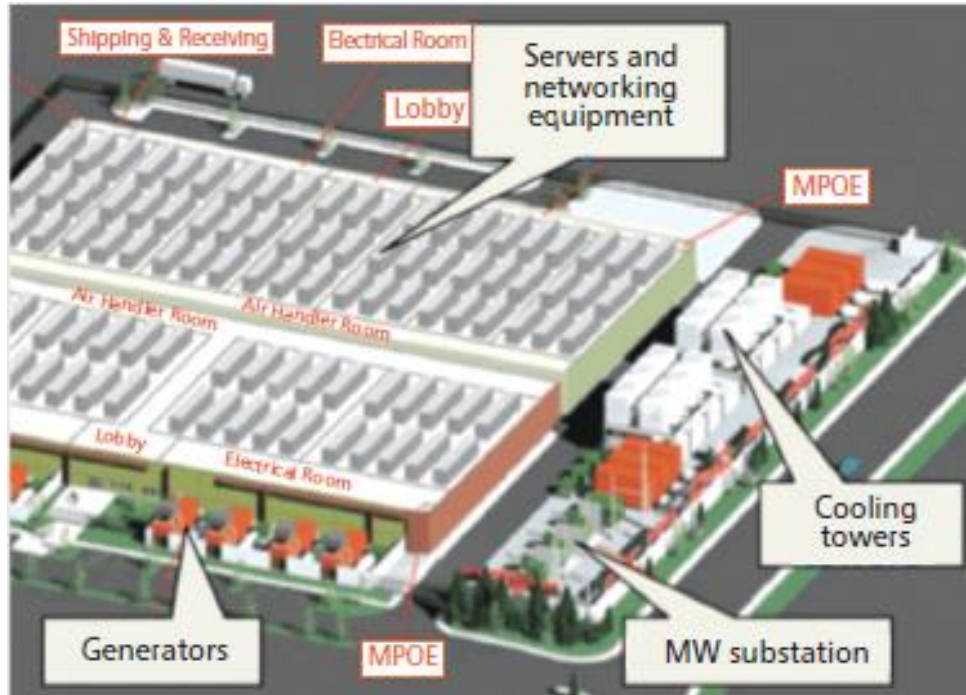 Shipping & Receiving
Electrical Room
Servers and
networking
equipment
Lobby
MPOE
Air Handler Room
Air Handler Room
Lobby
Electrical Room
Cooling
towers
Generators
MPOE
MW substation